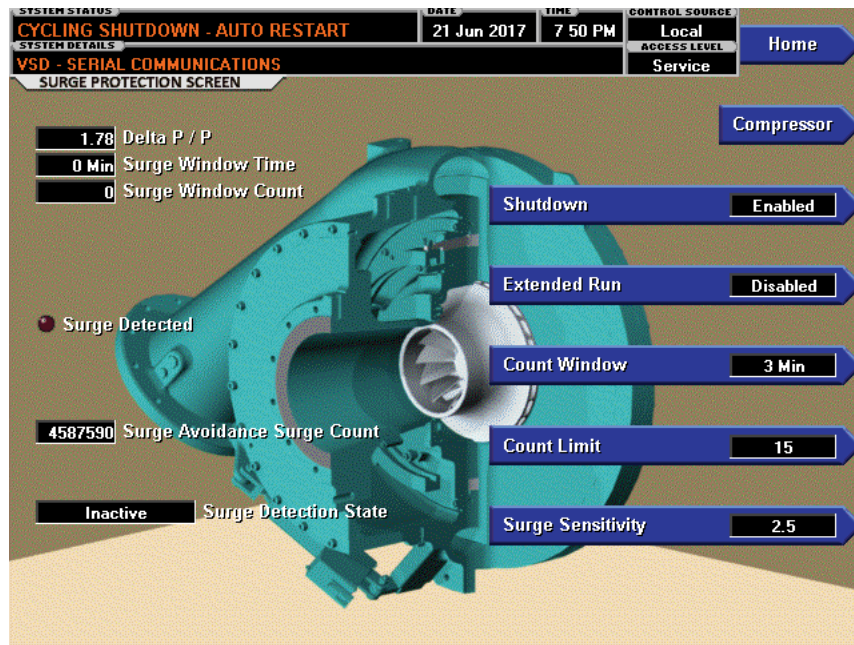 SYSTEM STATUS
CYCLING SHUTDOWN - AUTO RESTART
DATE
21 Jun 2017
TIME
7 50 PM
CONTROL SOURCE
Local
Home
SYSTEM DETAILS
VSD - SERIAL COMMUNICATIONS
ACCESS LEVEL
Service
SURGE PROTECTION SCREEN
Compressor
1.78 Delta P / P
0 Min Surge Window Time
0 Surge Window Count
Shutdown Enabled
Extended Run Disabled
Surge Detected
Count Window 3 Min
4587590 Surge Avoidance Surge Count
Count Limit 15
Inactive Surge Detection State
Surge Sensitivity 2.5